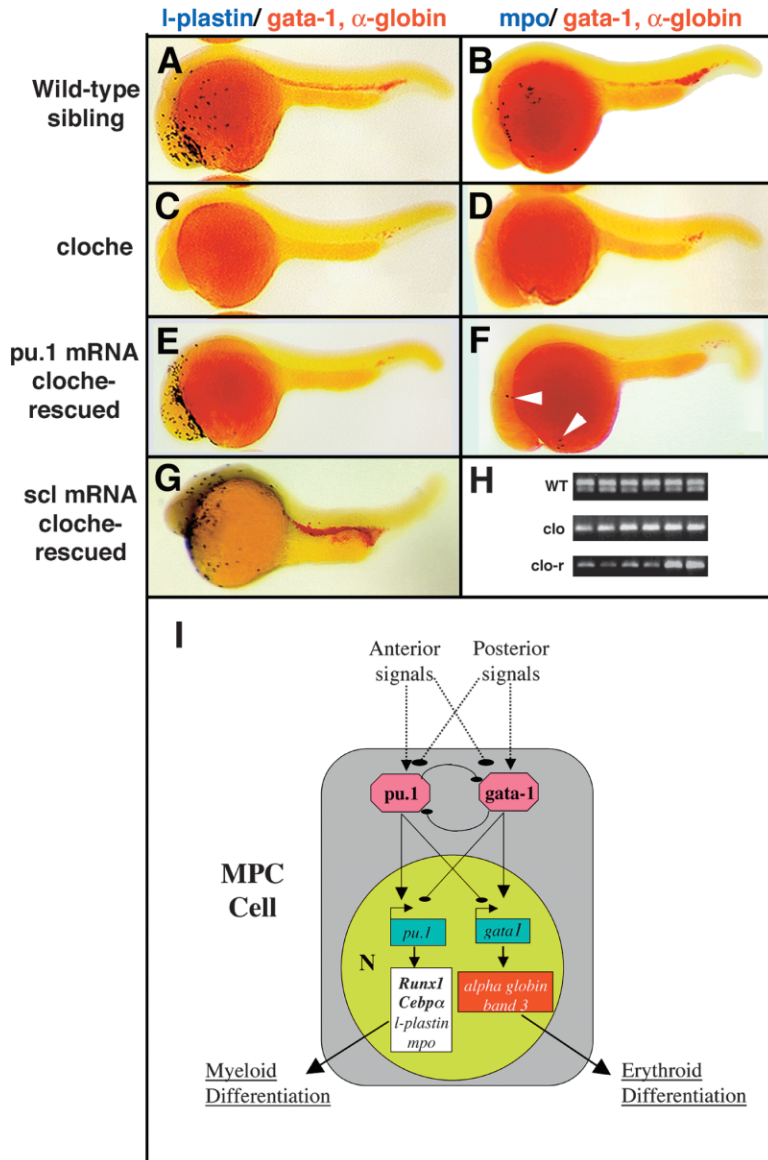 l-plastin/ gata-1, α-globin
mpo/ gata-1, α-globin
Wild-type
sibling
A
B
cloche
C
D
pu.1 mRNA
cloche-
rescued
E
F
scl mRNA
cloche-
rescued
G
H
WT
clo
clo-r
I
Anterior
signals
Posterior
signals
pu.1
gata-1
MPC
Cell
pu.1
gata1
N
Runx1
Cebpα
l-plastin
mpo
alpha globin
band 3
Myeloid
Differentiation
Erythroid
Differentiation